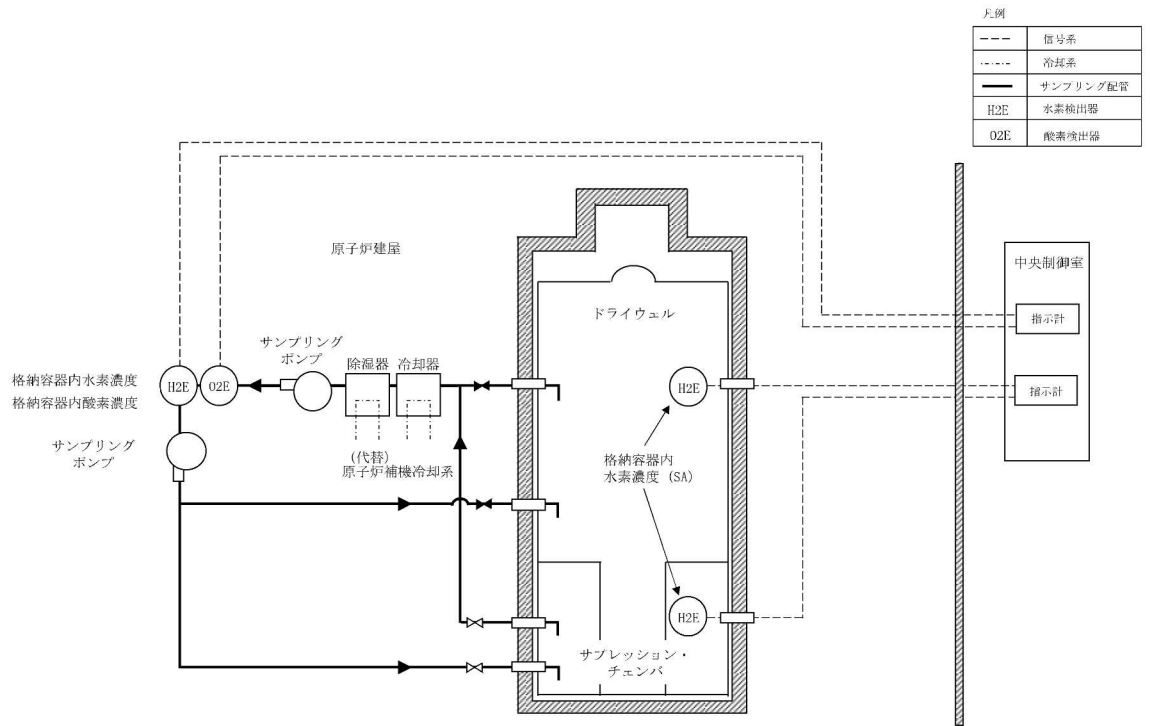 凡例
信号系
冷却系
サンプリング配管
H2E
水素検出器
O2E
酸素検出器
原子炉建屋
中央制御室
指示計
指示計
ドライウェル
サンプリング
ポンプ
除湿器
冷却器
格納容器内水素濃度
格納容器内酸素濃度
H2E
O2E
H2E
サンプリング
ポンプ
(代替)
原子炉補機冷却系
格納容器内
水素濃度 (SA)
H2E
サプレッション・
チェンバ